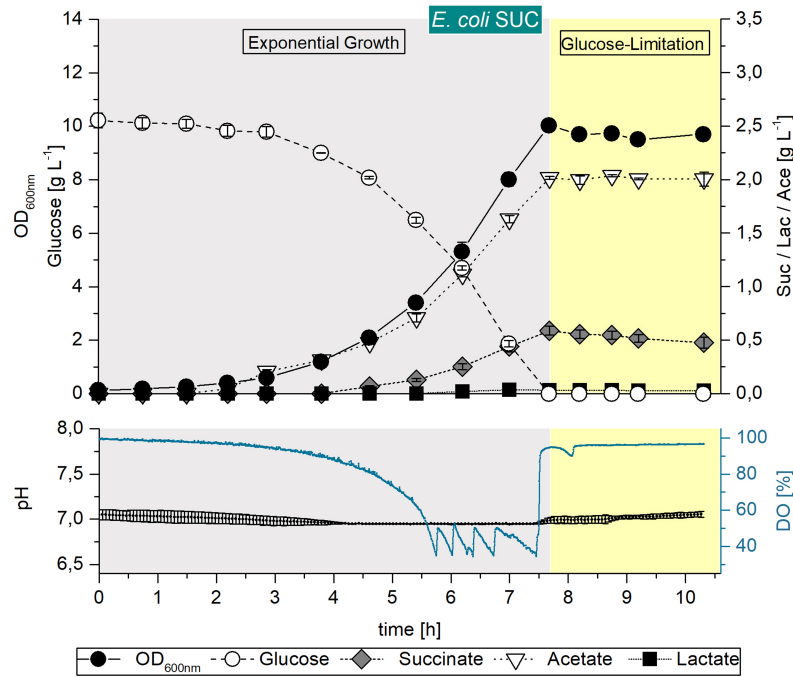 E. coli SUC
Exponential Growth
Glucose-Limitation
14
12
10
8
6
4
2
0
OD600nm
Glucose [g L-1]
3,5
3,0
2,5
2,0
1,5
1,0
0,5
0,0
Suc / Lac / Ace [g L-1]
8,0
7,5
7,0
6,5
pH
100
80
60
40
DO [%]
0 1 2 3 4 5 6 7 8 9 10
time [h]
OD600nm Glucose Succinate Acetate Lactate